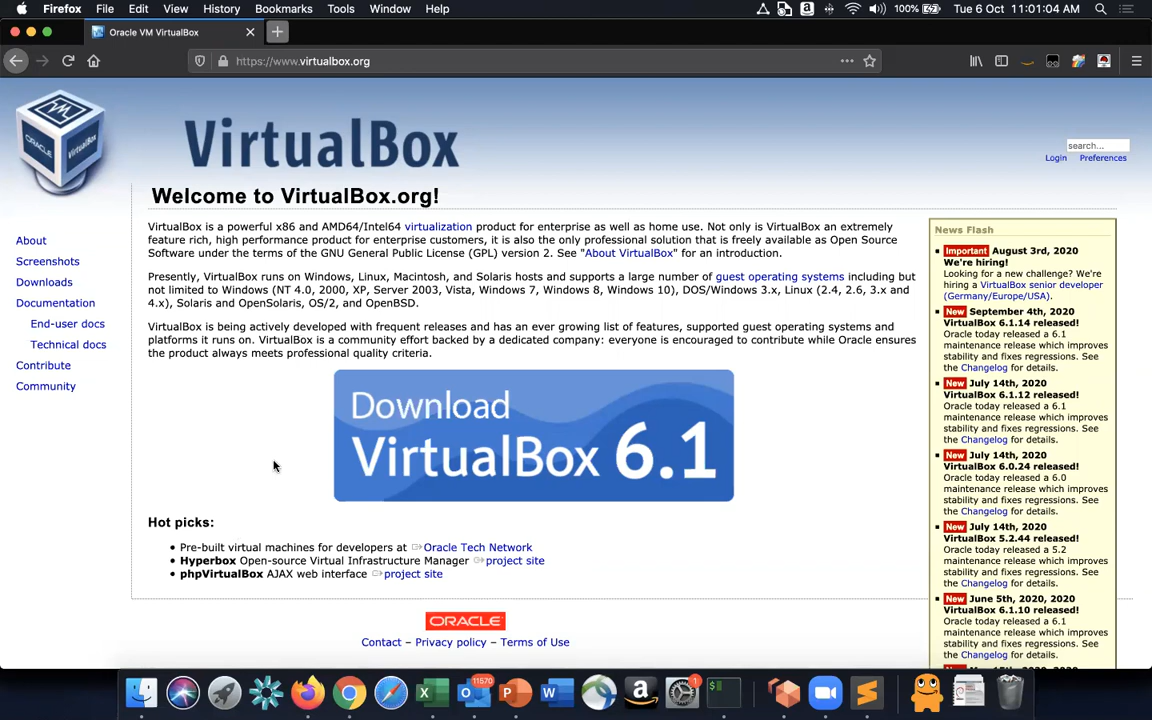 Firefox File Edit View History Bookmarks Tools Window Help 100% Tue 6 Oct 11:01:04 AM
Oracle VM VirtualBox
https://www.virtualbox.org
ORACLE VirtualBox
VirtualBox
search...
Login Preferences
Welcome to VirtualBox.org!
VirtualBox is a powerful x86 and AMD64/Intel64 virtualization product for enterprise as well as home use. Not only is VirtualBox an extremely
feature rich, high performance product for enterprise customers, it is also the only professional solution that is freely available as Open Source
Software under the terms of the GNU General Public License (GPL) version 2. See "About VirtualBox" for an introduction.
Presently, VirtualBox runs on Windows, Linux, Macintosh, and Solaris hosts and supports a large number of guest operating systems including but
not limited to Windows (NT 4.0, 2000, XP, Server 2003, Vista, Windows 7, Windows 8, Windows 10), DOS/Windows 3.x, Linux (2.4, 2.6, 3.x and
4.x), Solaris and OpenSolaris, OS/2, and OpenBSD.
VirtualBox is being actively developed with frequent releases and has an ever growing list of features, supported guest operating systems and
platforms it runs on. VirtualBox is a community effort backed by a dedicated company: everyone is encouraged to contribute while Oracle ensures
the product always meets professional quality criteria.
About
Screenshots
Downloads
Documentation
End-user docs
Technical docs
Contribute
Community
Download
VirtualBox 6.1
Hot picks:
Pre-built virtual machines for developers at Oracle Tech Network
Hyperbox Open-source Virtual Infrastructure Manager project site
phpVirtualBox AJAX web interface project site
ORACLE
Contact – Privacy policy – Terms of Use
News Flash
Important August 3rd, 2020
We're hiring!
Looking for a new challenge? We're
hiring a VirtualBox senior developer
(Germany/Europe/USA).
New September 4th, 2020
VirtualBox 6.1.14 released!
Oracle today released a 6.1
maintenance release which improves
stability and fixes regressions. See
the Changelog for details.
New July 14th, 2020
VirtualBox 6.1.12 released!
Oracle today released a 6.1
maintenance release which improves
stability and fixes regressions. See
the Changelog for details.
New July 14th, 2020
VirtualBox 6.0.24 released!
Oracle today released a 6.0
maintenance release which improves
stability and fixes regressions. See
the Changelog for details.
New July 14th, 2020
VirtualBox 5.2.44 released!
Oracle today released a 5.2
maintenance release which improves
stability and fixes regressions. See
the Changelog for details.
New June 5th, 2020, 2020
VirtualBox 6.1.10 released!
Oracle today released a 6.1
maintenance release which improves
stability and fixes regressions. See
the Changelog for details.
11570
1